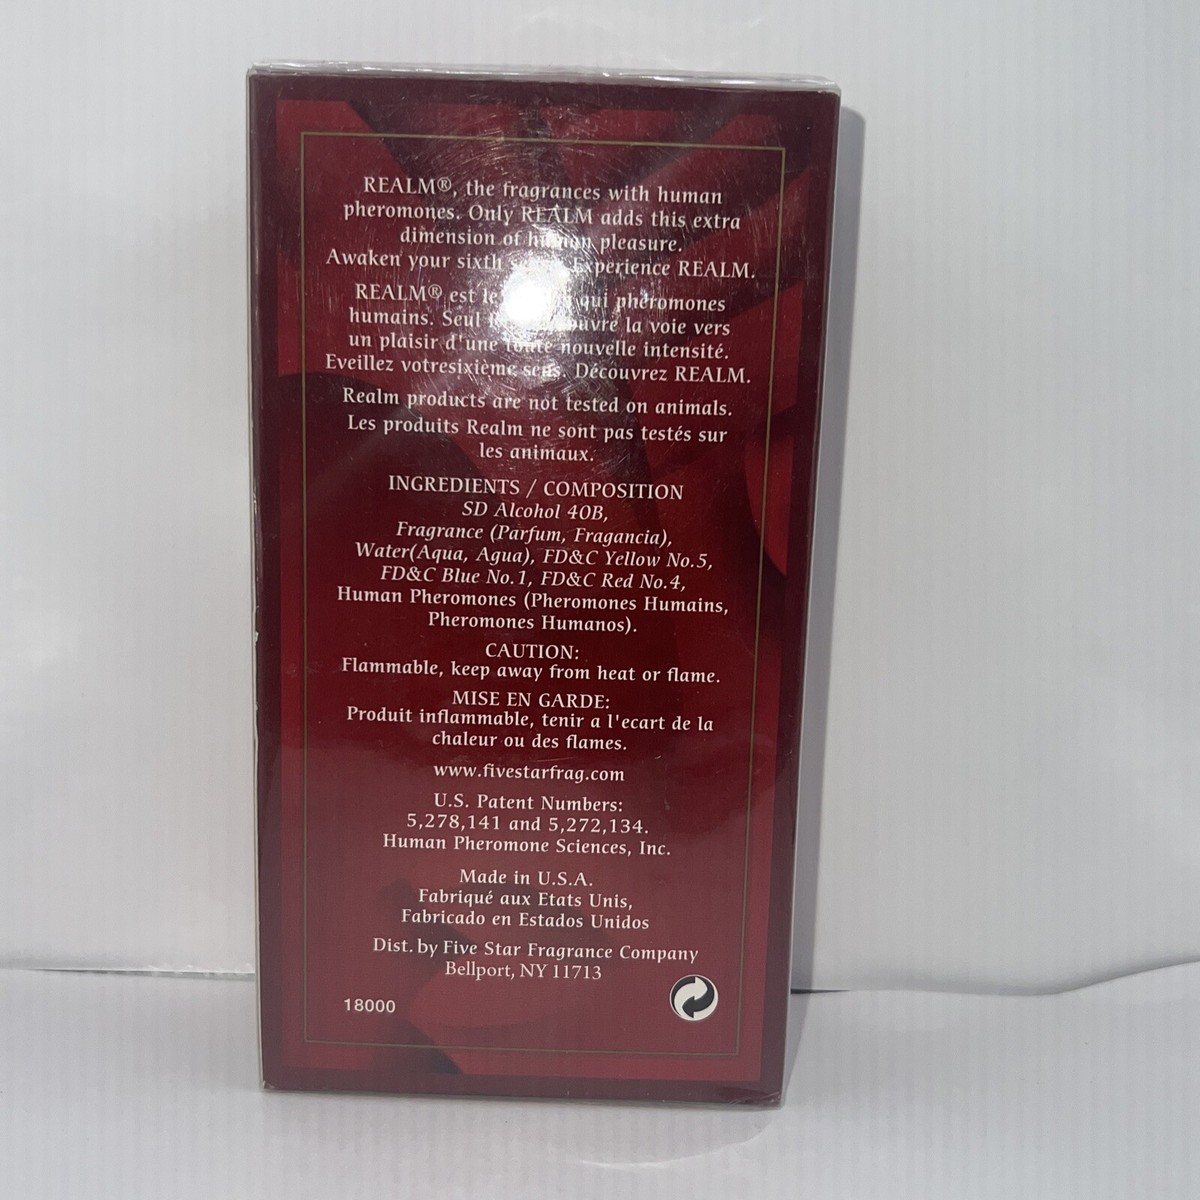 REALM®, the fragrances with human
pheromones. Only REALM adds this extra
dimension of human pleasure.
Awaken your sixth Experience REALM.
REALM® est le qui pheromones
humains. Seul la voie vers
un plaisir d'une toute nouvelle intensité.
Eveillez votresixième sens. Découvrez REALM.
Realm products are not tested on animals.
Les produits Realm ne sont pas testés sur
les animaux.
INGREDIENTS / COMPOSITION
SD Alcohol 40B,
Fragrance (Parfum, Fragancia),
Water(Aqua, Agua), FD&C Yellow No.5,
FD&C Blue No.1, FD&C Red No.4,
Human Pheromones (Pheromones Humains,
Pheromones Humanos).
CAUTION:
Flammable, keep away from heat or flame.
MISE EN GARDE:
Produit inflammable, tenir a l'ecart de la
chaleur ou des flames.
www.fivestarfrag.com
U.S. Patent Numbers:
5,278,141 and 5,272,134.
Human Pheromone Sciences, Inc.
Made in U.S.A.
Fabriqué aux Etats Unis,
Fabricado en Estados Unidos
Dist. by Five Star Fragrance Company
Bellport, NY 11713
18000